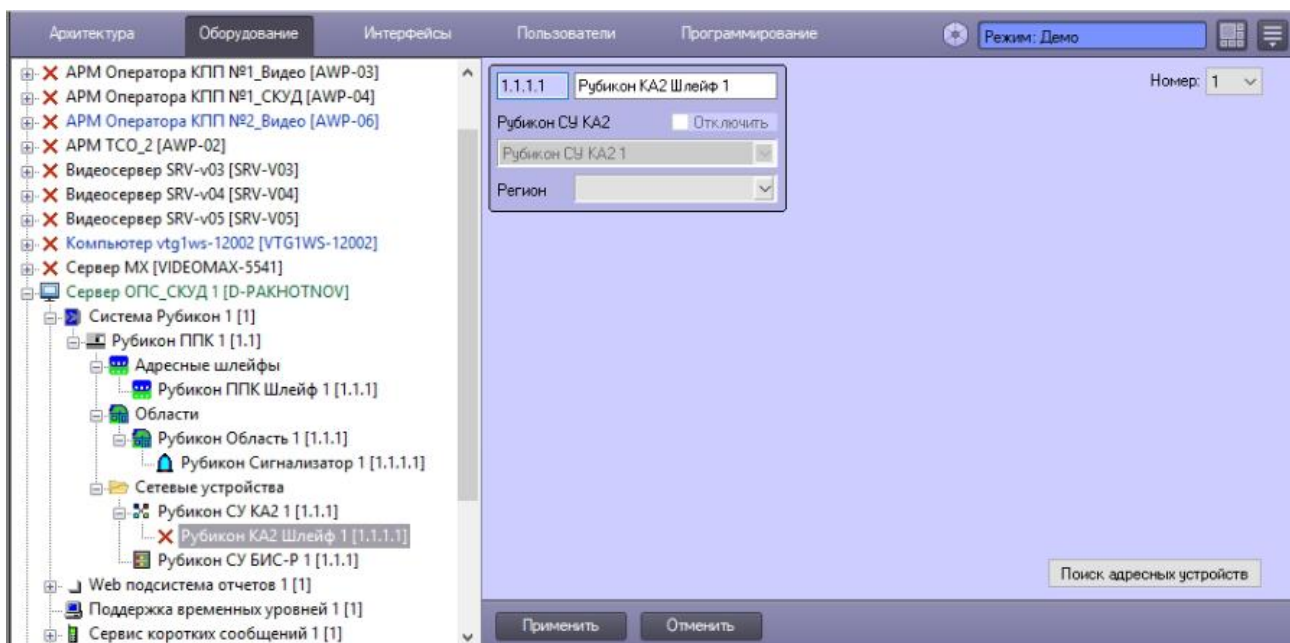 Архитектура Оборудование Интерфейсы Пользователи Программирование Режим: Демо
АРМ Оператора КПП №1_Видео [AWP-03]
АРМ Оператора КПП №1_СКУД [AWP-04]
АРМ Оператора КПП №2_Видео [AWP-06]
АРМ ТСО_2 [AWP-02]
Видеосервер SRV-v03 [SRV-V03]
Видеосервер SRV-v04 [SRV-V04]
Видеосервер SRV-v05 [SRV-V05]
Компьютер vtg1ws-12002 [VTG1WS-12002]
Сервер MX [VIDEOMAX-5541]
Сервер ОПС_СКУД 1 [D-PAKHOTNOV]
Система Рубикон 1 [1]
Рубикон ППК 1 [1.1]
Адресные шлейфы
Рубикон ППК Шлейф 1 [1.1.1]
Области
Рубикон Область 1 [1.1.1]
Рубикон Сигнализатор 1 [1.1.1.1]
Сетевые устройства
Рубикон СУ КА2 1 [1.1.1]
Рубикон КА2 Шлейф 1 [1.1.1.1]
Рубикон СУ БИС-Р 1 [1.1.1]
Web подсистема отчетов 1 [1]
Поддержка временных уровней 1 [1]
Сервис коротких сообщений 1 [1]
1.1.1.1 Рубикон КА2 Шлейф 1
Рубикон СУ КА2 Отключить
Рубикон СУ КА2 1
Регион
Номер: 1
Поиск адресных устройств
Применить Отменить